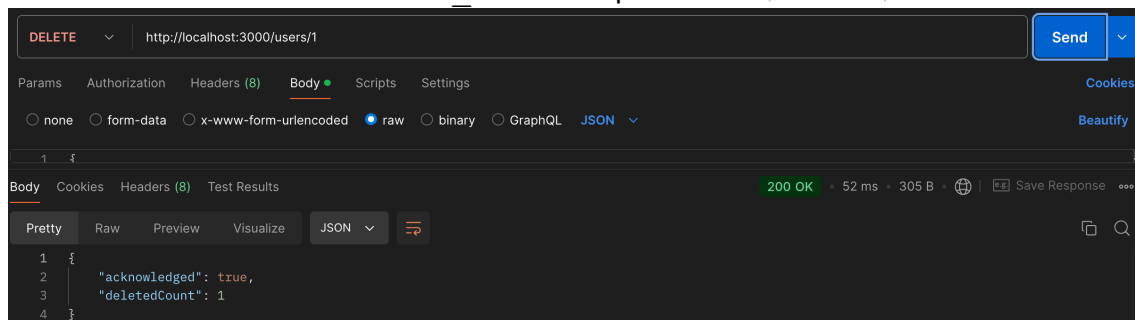 DELETE http://localhost:3000/users/1 Send
Params Authorization Headers (8) Body Scripts Settings Cookies
none form-data x-www-form-urlencoded raw binary GraphQL JSON Beautify
1 {
Body Cookies Headers (8) Test Results 200 OK 52 ms 305 B e.g. Save Response
Pretty Raw Preview Visualize JSON
1 {
2 "acknowledged": true,
3 "deletedCount": 1
4 }